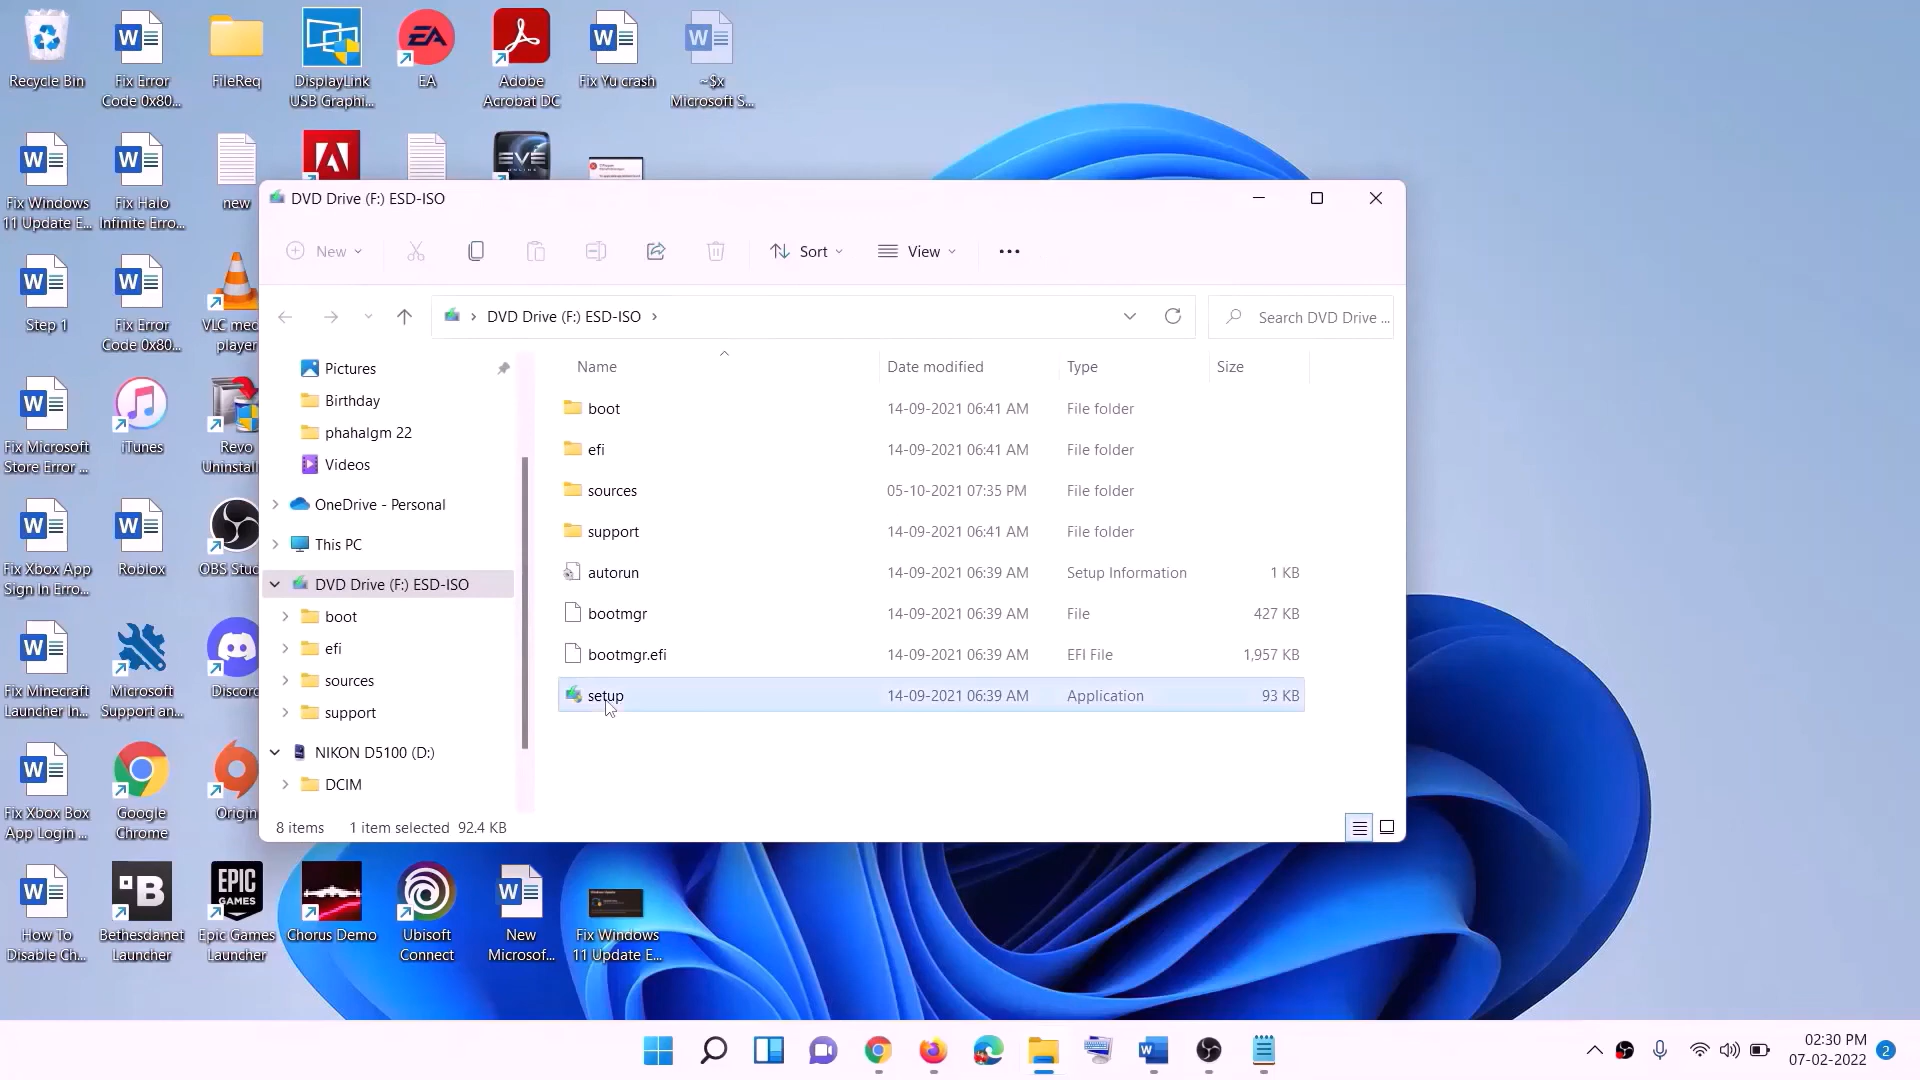 Recycle Bin
Fix Error
Code 0x80...
FileReq
DisplayLink
USB Graphi...
EA
EA
Adobe
Acrobat DC
Fix Yu crash
~$x
Microsoft S...
Fix Windows
11 Update E...
Fix Halo
Infinite Erro...
new
EVE
ONLINE
Step 1
Fix Error
Code 0x80...
VLC med
player
Fix Microsoft
Store Error ...
iTunes
Revo
Uninstall
Fix Xbox App
Sign In Erro...
Roblox
OBS Stud
Fix Minecraft
Launcher In...
Microsoft
Support an...
Discord
Fix Xbox Box
App Login ...
Google
Chrome
Origin
How To
Disable Ch...
Bethesda.net
Launcher
EPIC
GAMES
Epic Games
Launcher
Chorus Demo
Ubisoft
Connect
New
Microsof...
Fix Windows
11 Update E...
DVD Drive (F:) ESD-ISO
New
Sort
View
DVD Drive (F:) ESD-ISO
Search DVD Drive ...
Pictures
Birthday
phahalgm 22
Videos
OneDrive - Personal
This PC
DVD Drive (F:) ESD-ISO
boot
efi
sources
support
NIKON D5100 (D:)
DCIM
Name Date modified Type Size
boot 14-09-2021 06:41 AM File folder
efi 14-09-2021 06:41 AM File folder
sources 05-10-2021 07:35 PM File folder
support 14-09-2021 06:41 AM File folder
autorun 14-09-2021 06:39 AM Setup Information 1 KB
bootmgr 14-09-2021 06:39 AM File 427 KB
bootmgr.efi 14-09-2021 06:39 AM EFI File 1,957 KB
setup 14-09-2021 06:39 AM Application 93 KB
8 items 1 item selected 92.4 KB
02:30 PM
07-02-2022
2